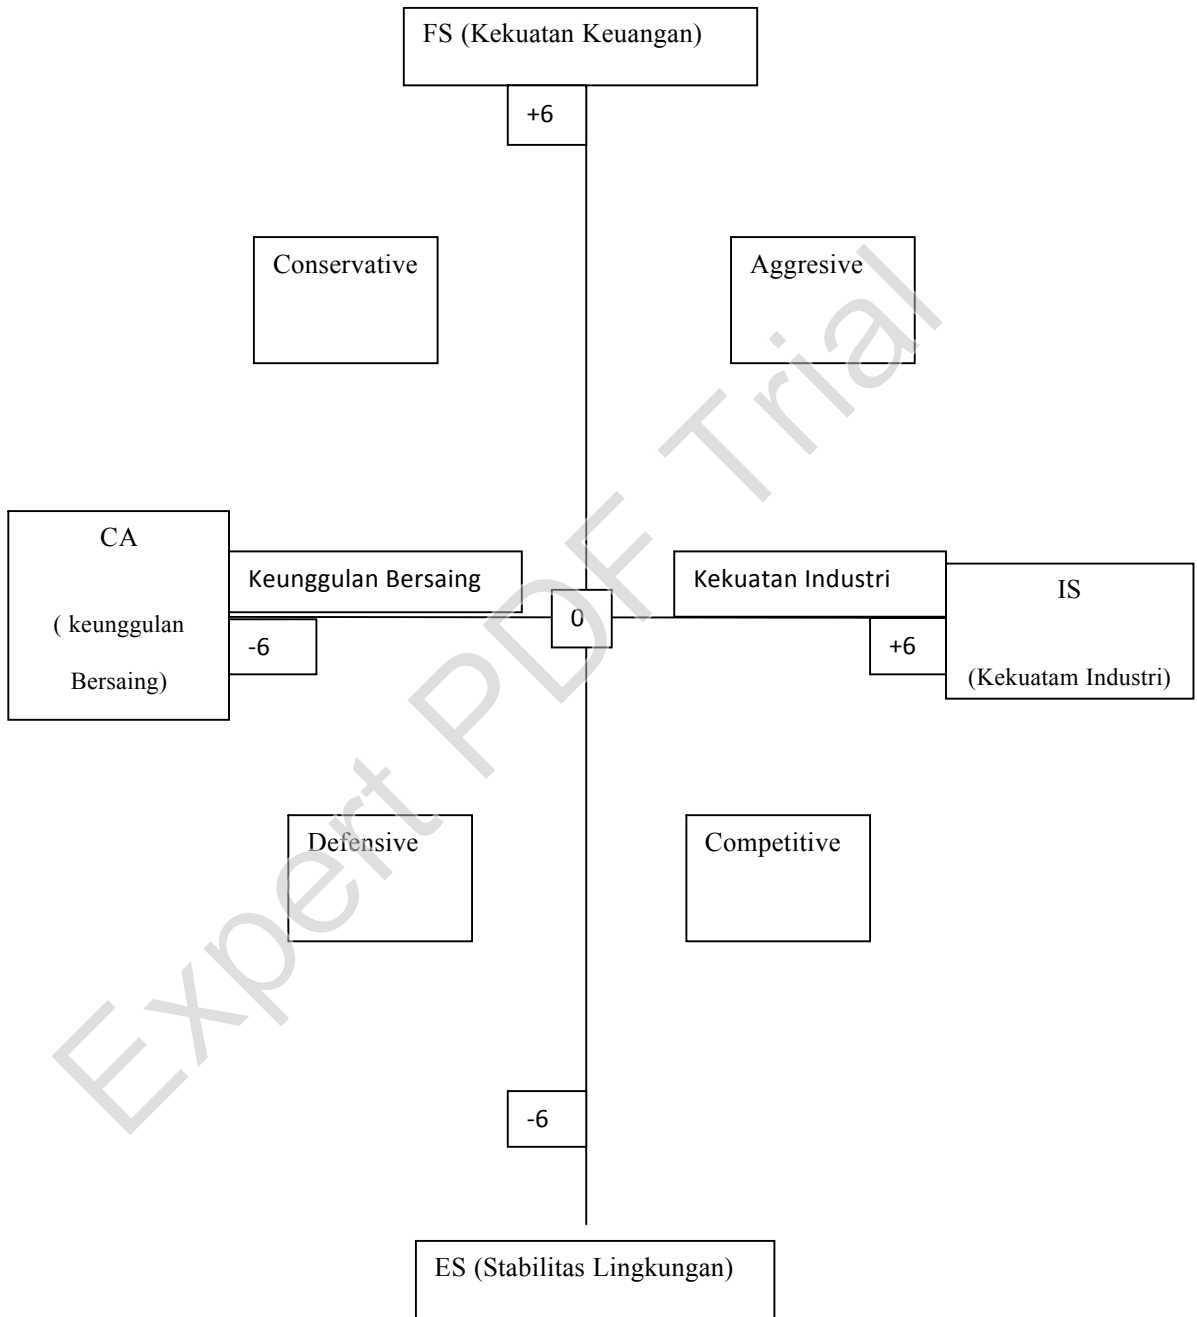 FS (Kekuatan Keuangan)
+6
Conservative
Aggresive
CA
( keunggulan
Bersaing)
Keunggulan Bersaing
-6
0
Kekuatan Industri
+6
IS
(Kekuatam Industri)
Defensive
Competitive
-6
ES (Stabilitas Lingkungan)
Expert PDF Trial